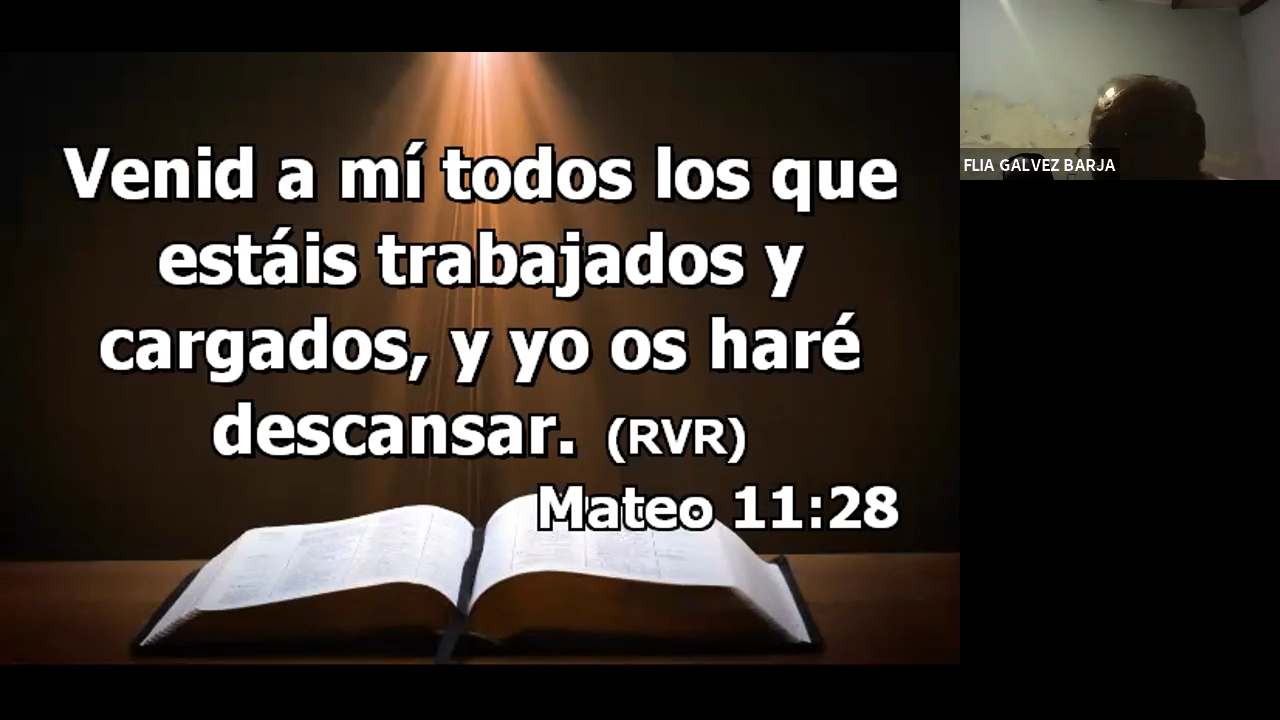 Venid a mí todos los que
estáis trabajados y
cargados, y yo os haré
descansar. (RVR)
Mateo 11:28
FLIA GALVEZ BARJA